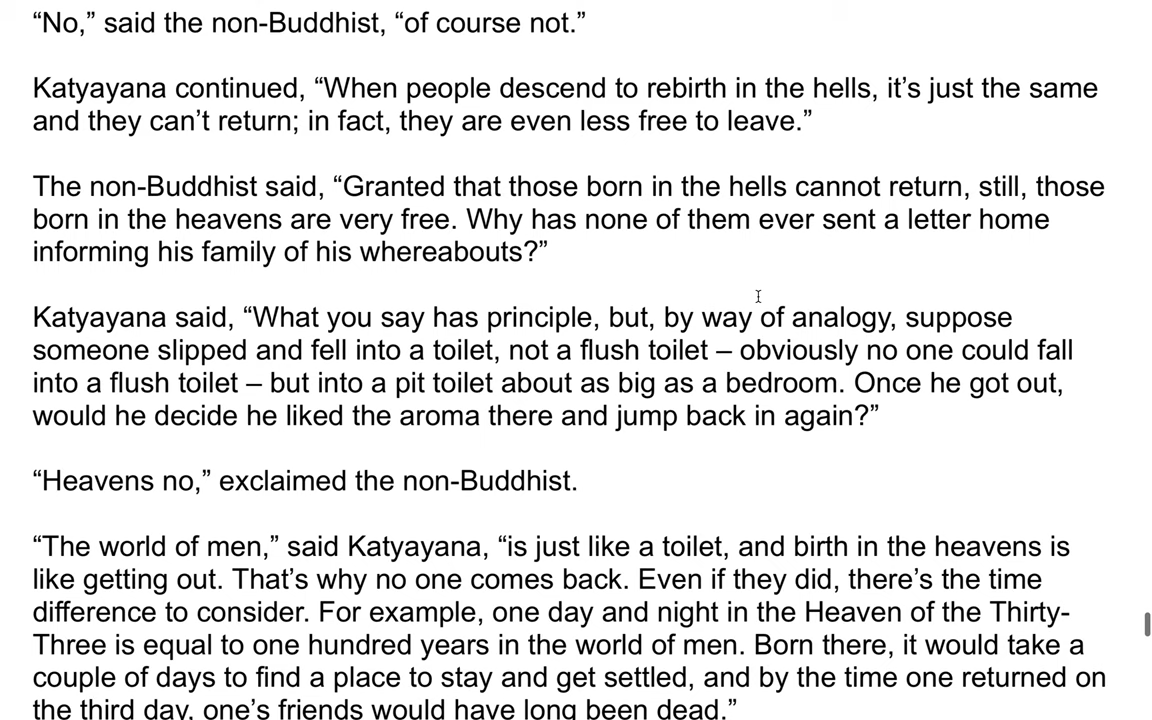 “No,” said the non-Buddhist, “of course not.”
Katyayana continued, “When people descend to rebirth in the hells, it’s just the same
and they can’t return; in fact, they are even less free to leave.”
The non-Buddhist said, “Granted that those born in the hells cannot return, still, those
born in the heavens are very free. Why has none of them ever sent a letter home
informing his family of his whereabouts?”
Katyayana said, “What you say has principle, but, by way of analogy, suppose
someone slipped and fell into a toilet, not a flush toilet – obviously no one could fall
into a flush toilet – but into a pit toilet about as big as a bedroom. Once he got out,
would he decide he liked the aroma there and jump back in again?”
“Heavens no,” exclaimed the non-Buddhist.
“The world of men,” said Katyayana, “is just like a toilet, and birth in the heavens is
like getting out. That’s why no one comes back. Even if they did, there’s the time
difference to consider. For example, one day and night in the Heaven of the Thirty-
Three is equal to one hundred years in the world of men. Born there, it would take a
couple of days to find a place to stay and get settled, and by the time one returned on
the third day, one’s friends would have long been dead.”